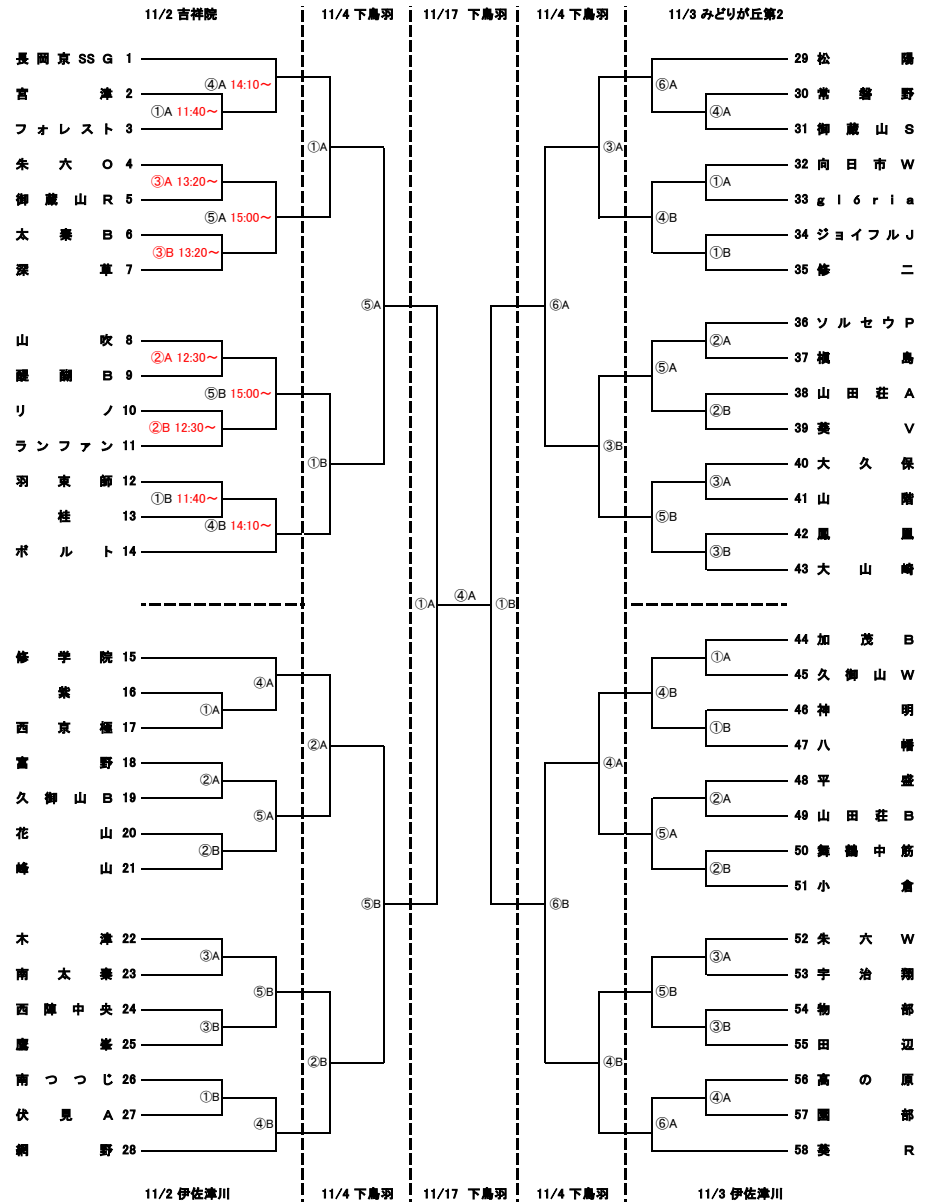 11/2 吉祥院
11/4 下鳥羽
11/17 下鳥羽
11/4 下鳥羽
11/3 みどりが丘第2
長岡京SS G 1
宮津 2
フォレスト 3
朱六O 4
御蔵山R 5
太秦B 6
深草 7
④A 14:10～
①A 11:40～
③A 13:20～
⑤A 15:00～
③B 13:20～
①A
⑤A
山吹 8
醍醐B 9
リノ 10
ランファン 11
羽束師 12
桂 13
ポルト 14
②A 12:30～
⑤B 15:00～
②B 12:30～
①B 11:40～
④B 14:10～
①B
修学院 15
紫 16
西京極 17
富野 18
久御山B 19
花山 20
峰山 21
④A
①A
②A
⑤A
②B
②A
⑤B
木津 22
南太秦 23
西陣中央 24
鷹峯 25
南つつじ 26
伏見A 27
網野 28
③A
⑤B
③B
①B
④B
②B
①A
④A
①B
29 松陽
30 常磐野
31 御蔵山S
32 向日市W
33 glória
34 ジョイフルJ
35 修二
⑥A
④A
①A
④B
①B
③A
⑥A
36 ソルセウP
37 槇島
38 山田荘A
39 葵V
40 大久保
41 山階
42 鳳凰
43 大山崎
②A
⑤A
②B
③A
⑤B
③B
③B
44 加茂B
45 久御山W
46 神明
47 八幡
48 平盛
49 山田荘B
50 舞鶴中筋
51 小倉
①A
④B
①B
②A
⑤A
②B
④A
⑥B
52 朱六W
53 宇治翔
54 物部
55 田辺
56 高の原
57 園部
58 葵R
③A
⑤B
③B
④A
⑥A
④B
11/2 伊佐津川
11/4 下鳥羽
11/17 下鳥羽
11/4 下鳥羽
11/3 伊佐津川